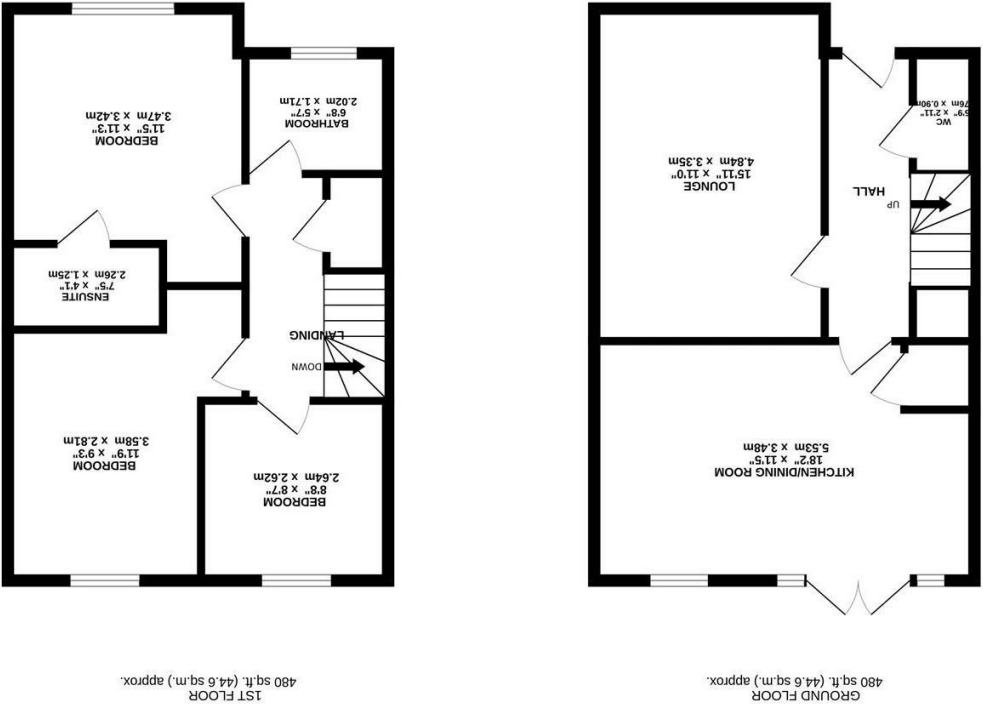 GROUND FLOOR
480 sq.ft. (44.6 sq.m.) approx.
KITCHEN/DINING ROOM
18'2" x 11'5"
5.53m x 3.48m
UP
HALL
LOUNGE
15'11" x 11'0"
4.84m x 3.35m
WC
5'9" x 2'11"
76m x 0.90m
1ST FLOOR
480 sq.ft. (44.6 sq.m.) approx.
BEDROOM
8'8" x 8'7"
2.64m x 2.62m
BEDROOM
11'9" x 9'3"
3.58m x 2.81m
DOWN
LANDING
ENSUITE
7'5" x 4'1"
2.26m x 1.25m
BATHROOM
6'8" x 5'7"
2.02m x 1.71m
BEDROOM
11'5" x 11'3"
3.47m x 3.42m